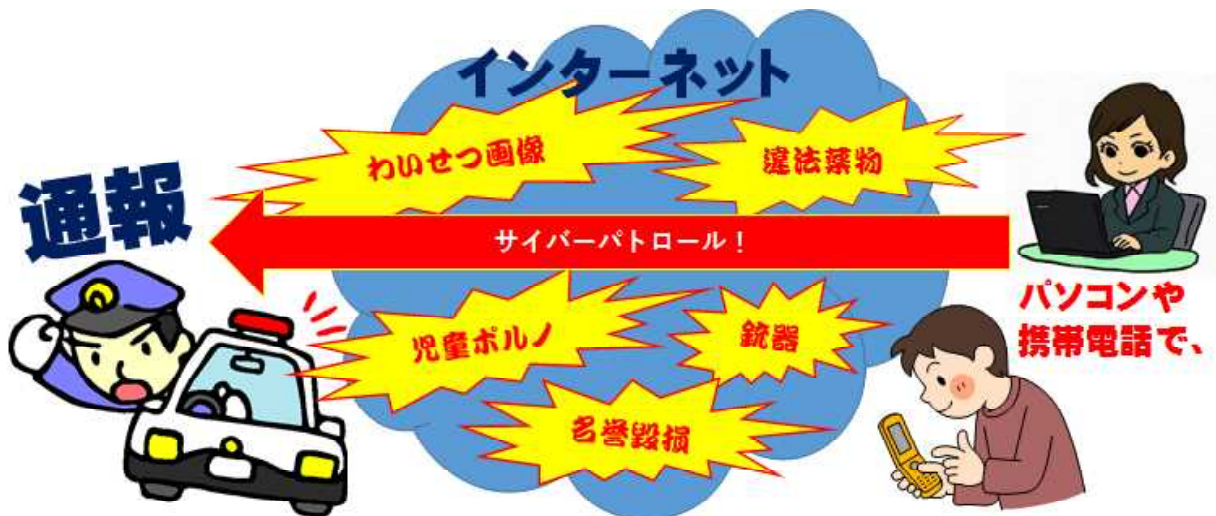 インターネット
わいせつ画像
違法薬物
通報
サイバーパトロール！
児童ポルノ
銃器
名誉毀損
パソコンや
携帯電話で、